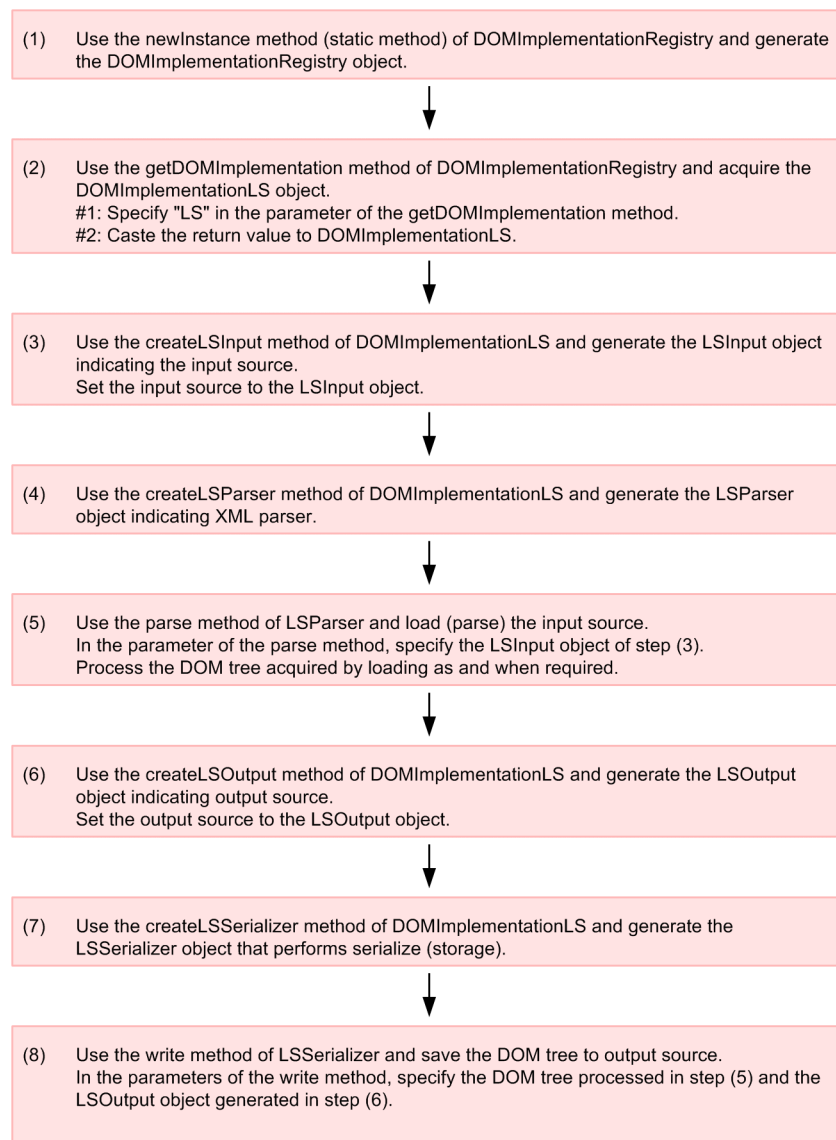 (1) Use the newInstance method (static method) of DOMImplementationRegistry and generate
the DOMImplementationRegistry object.
(2) Use the getDOMImplementation method of DOMImplementationRegistry and acquire the
DOMImplementationLS object.
#1: Specify "LS" in the parameter of the getDOMImplementation method.
#2: Caste the return value to DOMImplementationLS.
(3) Use the createLSInput method of DOMImplementationLS and generate the LSInput object
indicating the input source.
Set the input source to the LSInput object.
(4) Use the createLSParser method of DOMImplementationLS and generate the LSParser
object indicating XML parser.
(5) Use the parse method of LSParser and load (parse) the input source.
In the parameter of the parse method, specify the LSInput object of step (3).
Process the DOM tree acquired by loading as and when required.
(6) Use the createLSOutput method of DOMImplementationLS and generate the LSOutput
object indicating output source.
Set the output source to the LSOutput object.
(7) Use the createLSSerializer method of DOMImplementationLS and generate the
LSSerializer object that performs serialize (storage).
(8) Use the write method of LSSerializer and save the DOM tree to output source.
In the parameters of the write method, specify the DOM tree processed in step (5) and the
LSOutput object generated in step (6).